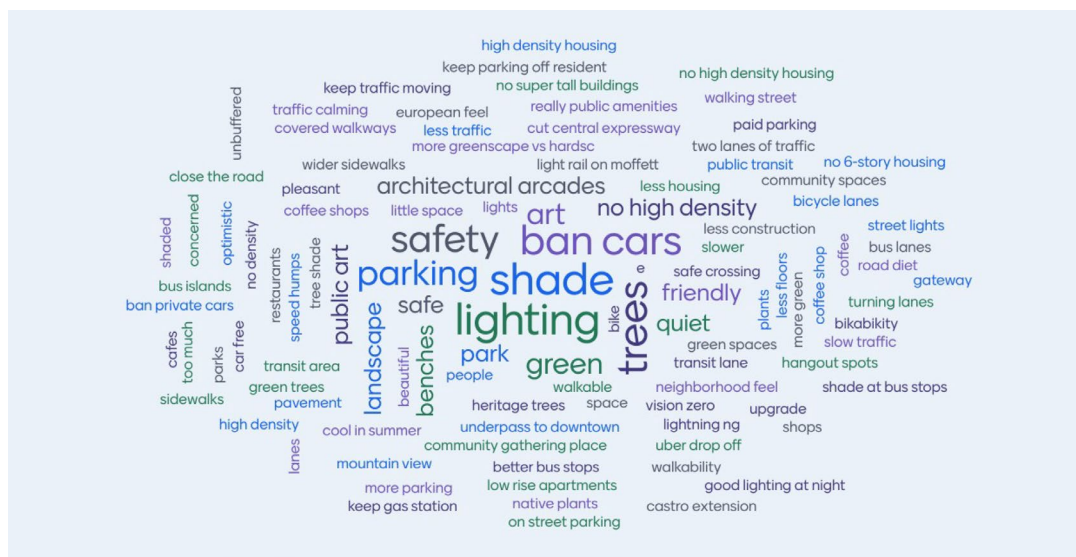 high density housing
keep parking off resident
no high density housing
keep traffic moving
no super tall buildings
unbuffered
traffic calming
european feel
really public amenities
walking street
covered walkways
less traffic
cut central expressway
paid parking
more greenscape vs hardsc
two lanes of traffic
wider sidewalks
light rail on moffett
public transit
no 6-story housing
close the road
pleasant
architectural arcades
less housing
community spaces
coffee shops
little space
lights
art
no high density
bicycle lanes
shaded
concerned
optimistic
no density
safety
ban cars
less construction
street lights
slower
coffee
bus lanes
restaurants
speed humps
tree shade
public art
parking
shade
e
safe crossing
road diet
gateway
bus islands
ban private cars
landscape
safe
lighting
bike
trees
friendly
plants
less floors
more green
coffee shop
turning lanes
quiet
bikabikity
cafes
too much
parks
car free
green spaces
slow traffic
transit area
beautiful
benches
park
green
transit lane
hangout spots
people
green trees
walkable
neighborhood feel
shade at bus stops
sidewalks
pavement
heritage trees
space
vision zero
upgrade
high density
cool in summer
underpass to downtown
lightning ng
shops
lanes
community gathering place
uber drop off
mountain view
better bus stops
walkability
more parking
low rise apartments
good lighting at night
keep gas station
native plants
castro extension
on street parking